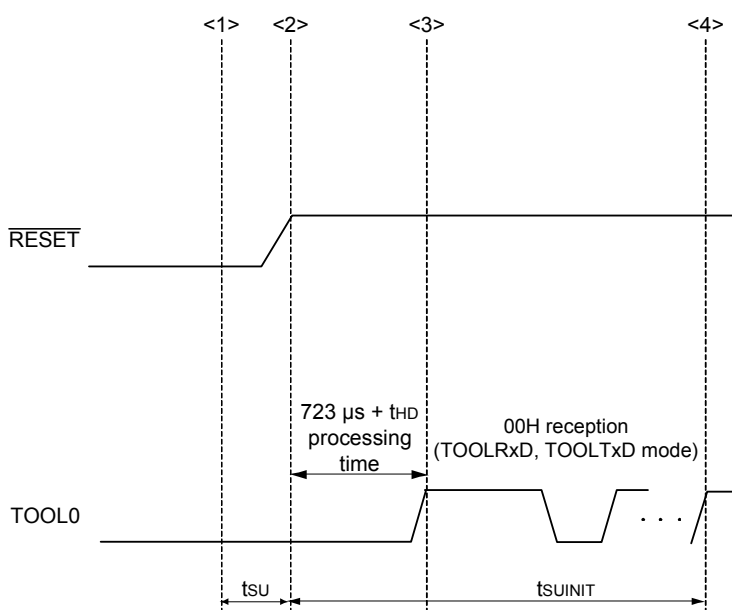 <1> <2> <3> <4>
RESET
723 µs + tHD
processing
time
00H reception
(TOOLRxD, TOOLTxD mode)
TOOL0
. . .
tSU
tSUINIT